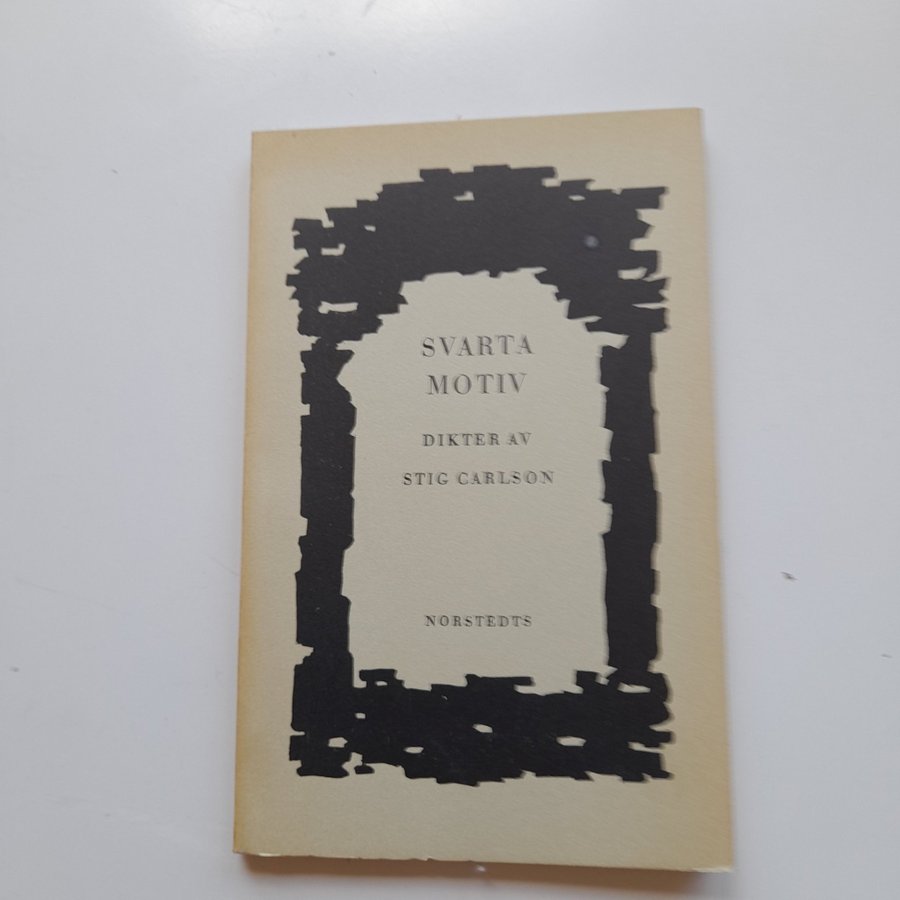 SVARTA
MOTIV
DIKTER AV
STIG CARLSON
NORSTEDTS